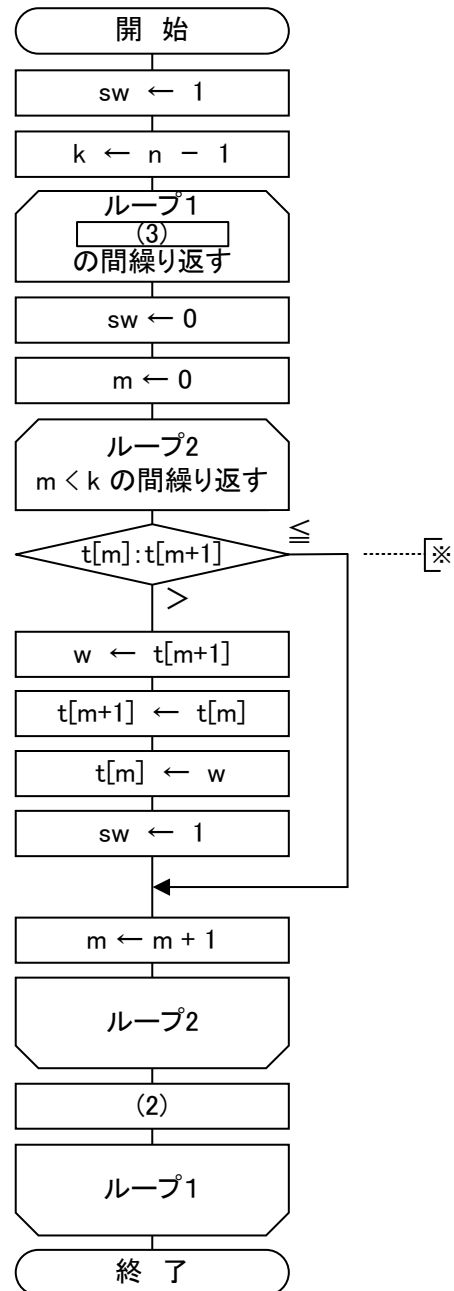 開 始
sw ← 1
k ← n － 1
ループ1
(3)
の間繰り返す
sw ← 0
m ← 0
ループ2
m < k の間繰り返す
t[m]:t[m+1]
≦
※
＞
w ← t[m+1]
t[m+1] ← t[m]
t[m] ← w
sw ← 1
m ← m + 1
ループ2
(2)
ループ1
終 了